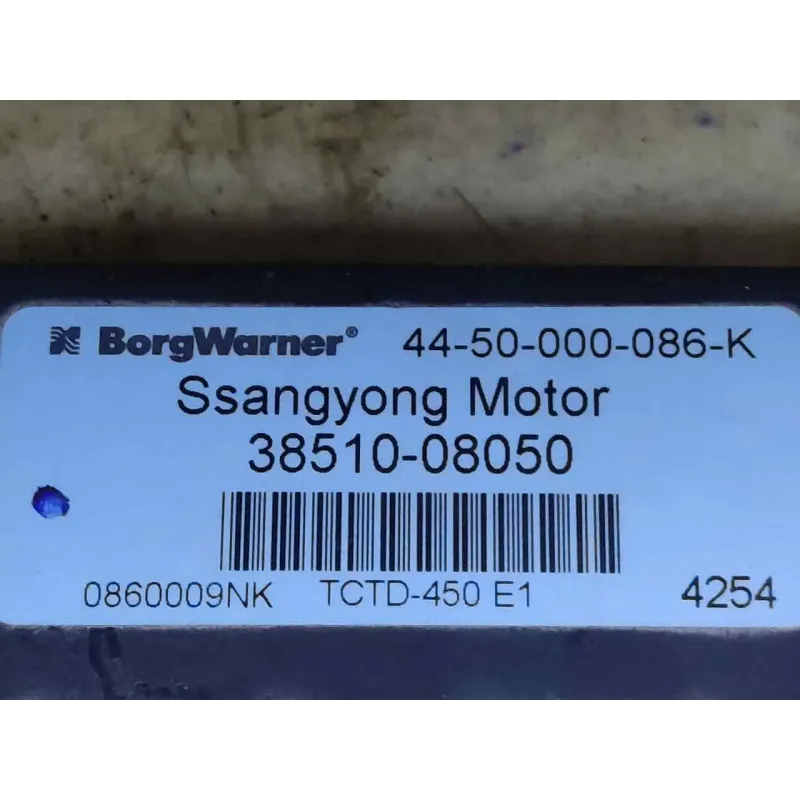 BorgWarner® 44-50-000-086-K
Ssangyong Motor
38510-08050
0860009NK TCTD-450 E1 4254